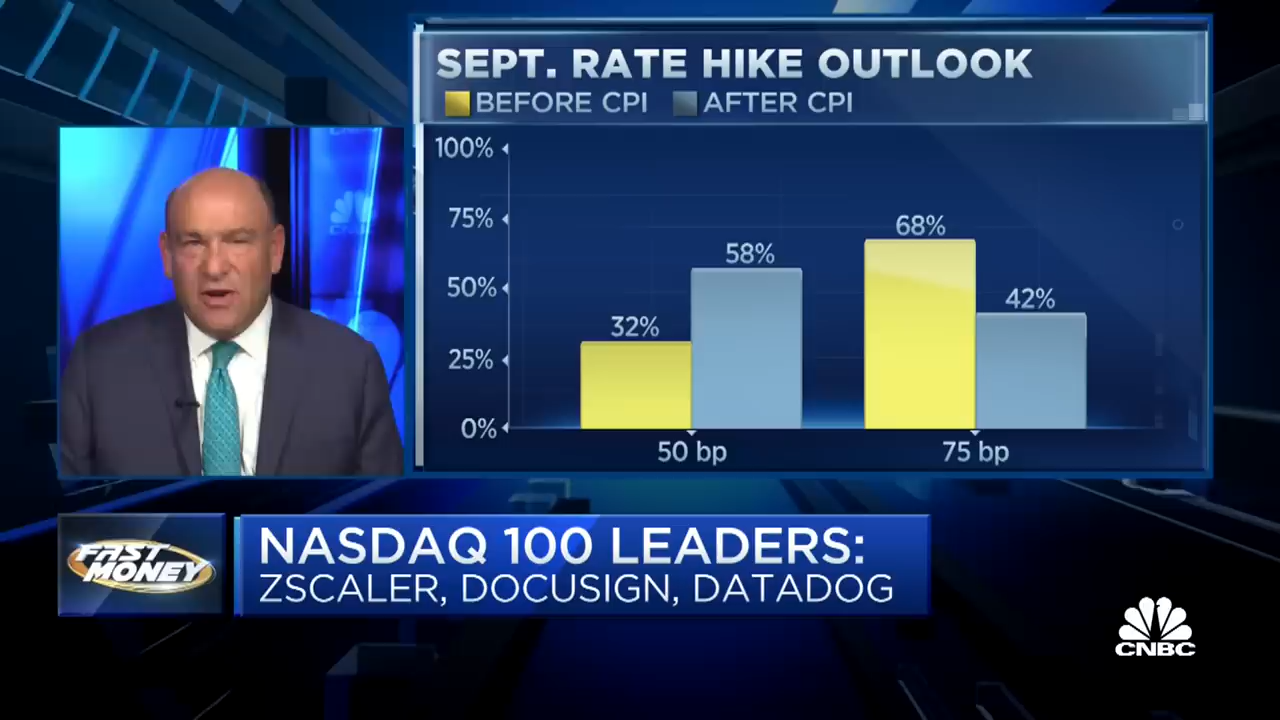 SEPT. RATE HIKE OUTLOOK
BEFORE CPI AFTER CPI
100%
75%
50%
25%
0%
32%
58%
68%
42%
50 bp
75 bp
FAST
MONEY
NASDAQ 100 LEADERS:
ZSCALER, DOCUSIGN, DATADOG
CNBC